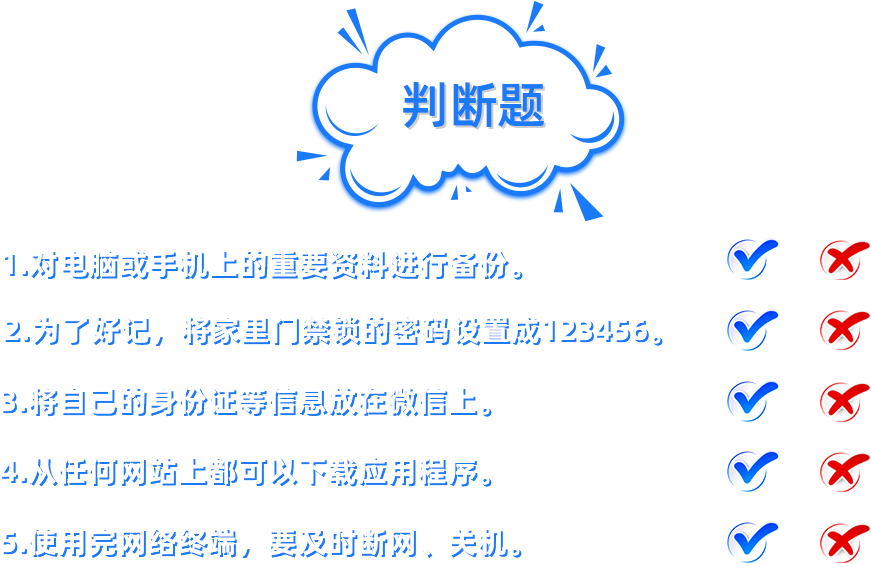 判断题
1.对电脑或手机上的重要资料进行备份。
2.为了好记，将家里门禁锁的密码设置成123456。
3.将自己的身份证等信息放在微信上。
4.从任何网站上都可以下载应用程序。
5.使用完网络终端，要及时断网、关机。